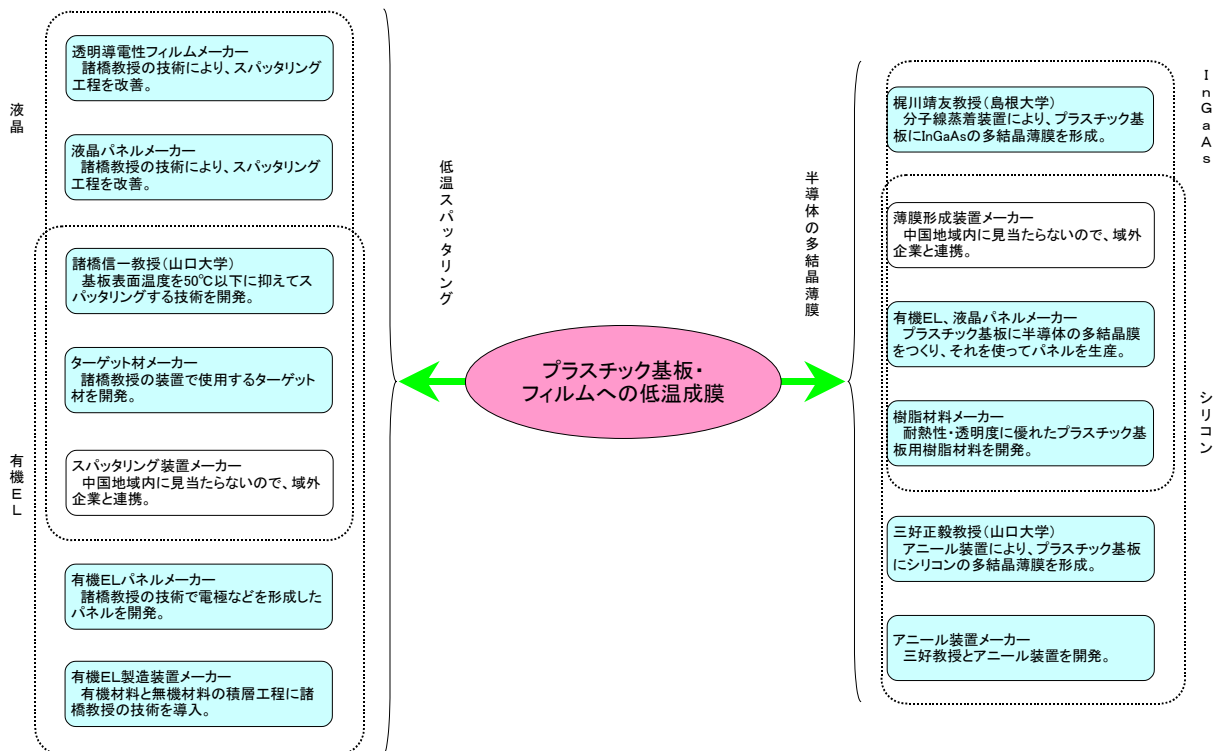 液晶
透明導電性フィルムメーカー
諸橋教授の技術により、スパッタリング
工程を改善。
液晶パネルメーカー
諸橋教授の技術により、スパッタリング
工程を改善。
諸橋信一教授(山口大学)
基板表面温度を50℃以下に抑えてス
パッタリングする技術を開発。
ターゲット材メーカー
諸橋教授の装置で使用するターゲット
材を開発。
有機EL
スパッタリング装置メーカー
中国地域内に見当たらないので、域外
企業と連携。
有機ELパネルメーカー
諸橋教授の技術で電極などを形成した
パネルを開発。
有機EL製造装置メーカー
有機材料と無機材料の積層工程に諸
橋教授の技術を導入。
低温スパッタリング
プラスチック基板・
フィルムへの低温成膜
半導体の多結晶薄膜
InGaAs
梶川靖友教授(島根大学)
分子線蒸着装置により、プラスチック基
板にInGaAsの多結晶薄膜を形成。
薄膜形成装置メーカー
中国地域内に見当たらないので、域外
企業と連携。
有機EL、液晶パネルメーカー
プラスチック基板に半導体の多結晶膜
をつくり、それを使ってパネルを生産。
樹脂材料メーカー
耐熱性・透明度に優れたプラスチック基
板用樹脂材料を開発。
シリコン
三好正毅教授(山口大学)
アニール装置により、プラスチック基板
にシリコンの多結晶薄膜を形成。
アニール装置メーカー
三好教授とアニール装置を開発。